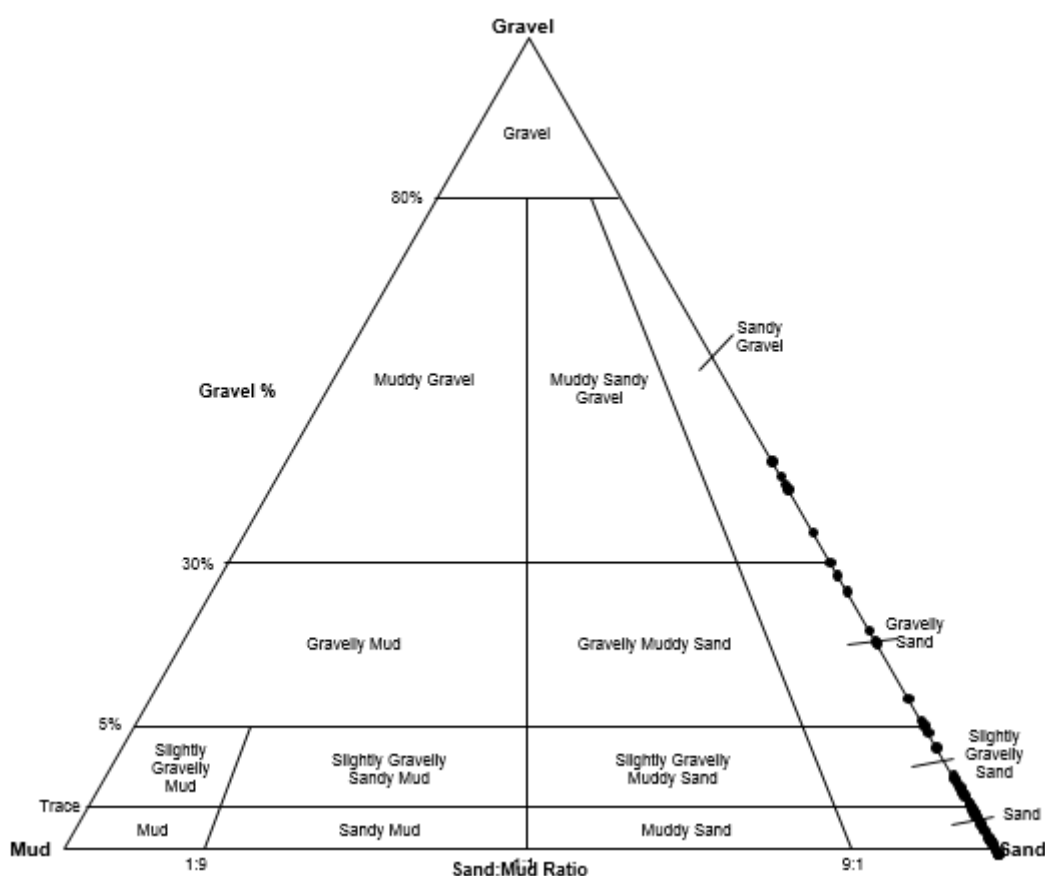 Gravel
Gravel
80%
Sandy
Gravel
Muddy Gravel
Muddy Sandy
Gravel
Gravel %
30%
Gravelly Mud
Gravelly Muddy Sand
Gravelly
Sand
5%
Slightly
Gravelly
Mud
Slightly Gravelly
Sandy Mud
Slightly Gravelly
Muddy Sand
Slightly
Gravelly
Sand
Trace
Mud
Sandy Mud
Muddy Sand
Sand
Mud
Sand
1:9
9:1
Sand:Mud Ratio